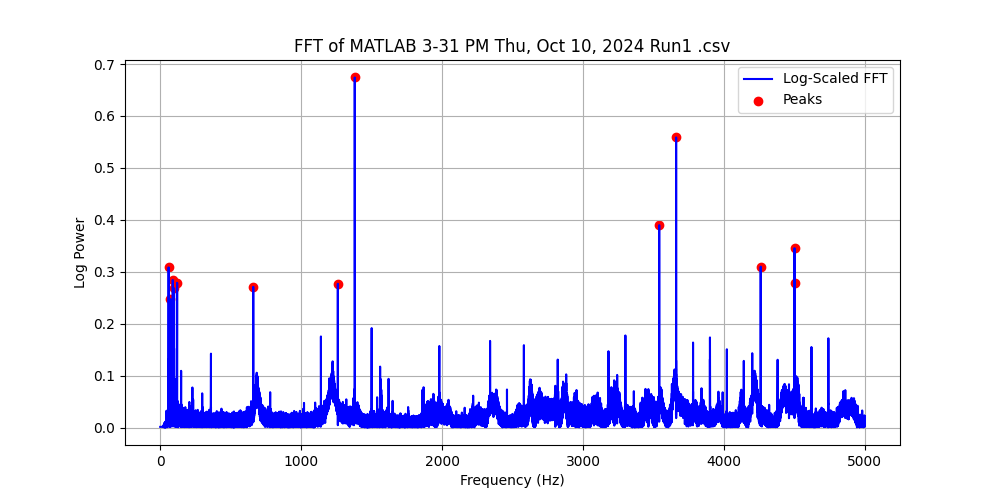 FFT of MATLAB 3-31 PM Thu, Oct 10, 2024 Run1 .csv
Log-Scaled FFT
Peaks
Log Power
0.7
0.6
0.5
0.4
0.3
0.2
0.1
0.0
0
1000
2000
3000
4000
5000
Frequency (Hz)